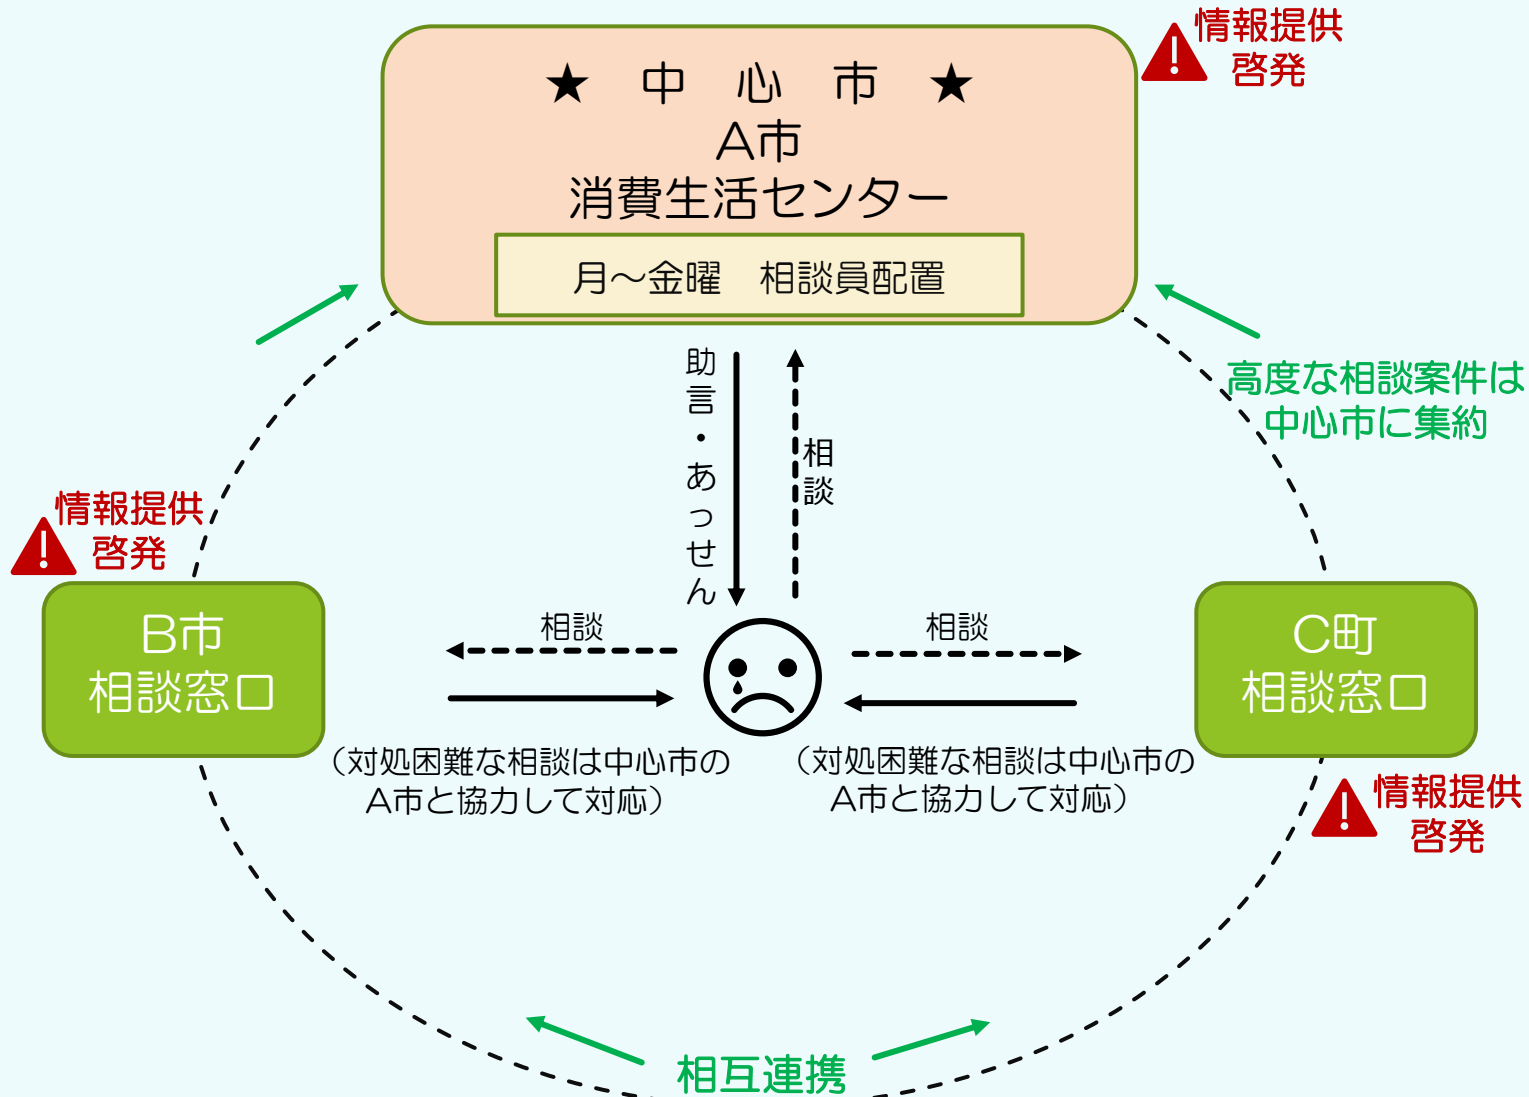 情報提供
啓発
★　中　心　市　★
A市
消費生活センター
月～金曜　相談員配置
助言・あっせん
相談
高度な相談案件は
中心市に集約
情報提供
啓発
B市
相談窓口
相談
相談
C町
相談窓口
（対処困難な相談は中心市の
A市と協力して対応）
（対処困難な相談は中心市の
A市と協力して対応）
情報提供
啓発
相互連携